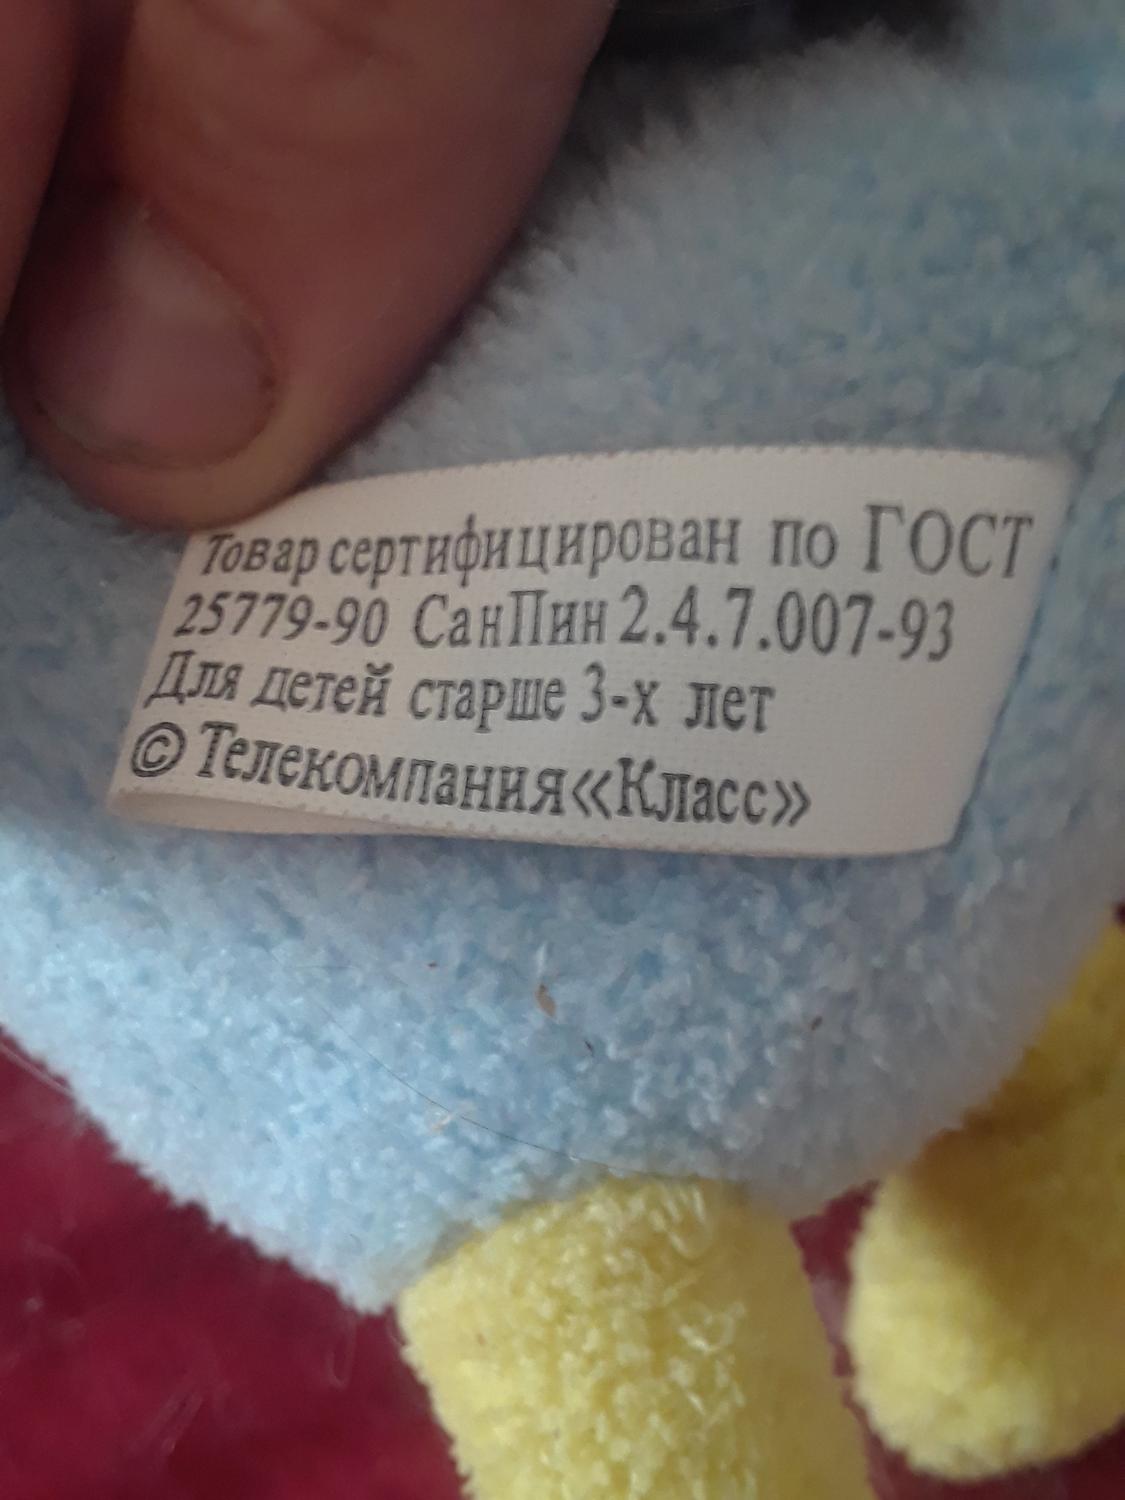 Товар сертифицирован по ГОСТ
25779-90 СанПин 2.4.7.007-93
Для детей старше 3-х лет
© Телекомпания «Класс»